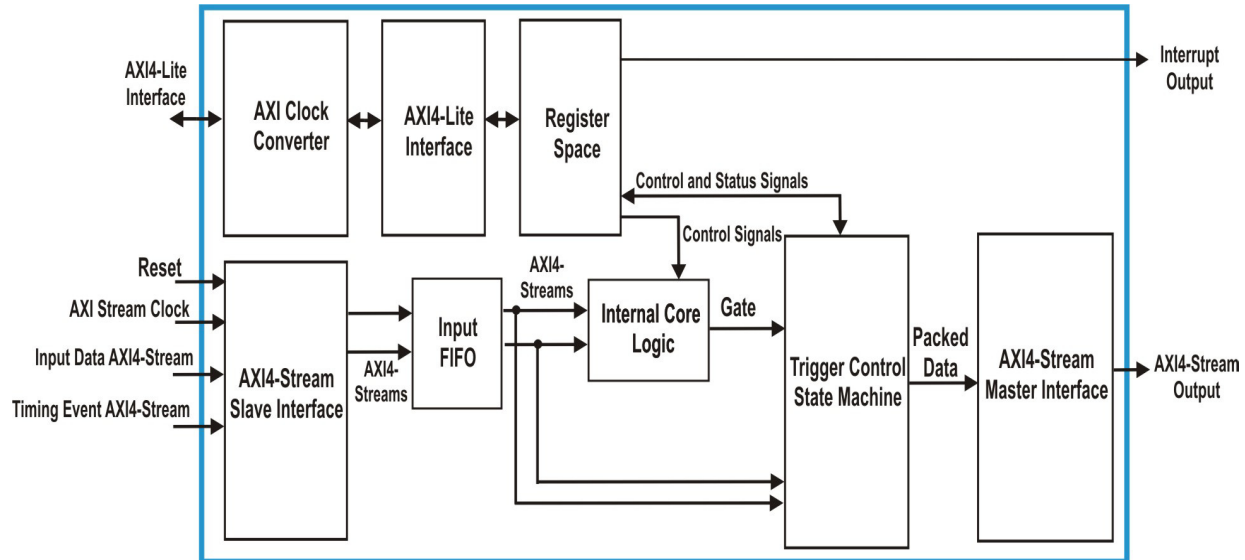 AXI4-Lite
Interface
AXI Clock
Converter
AXI4-Lite
Interface
Register
Space
Interrupt
Output
Control and Status Signals
Control Signals
Reset
AXI Stream Clock
Input Data AXI4-Stream
Timing Event AXI4-Stream
AXI4-Stream
Slave Interface
AXI4-
Streams
Input
FIFO
AXI4-
Streams
Internal Core
Logic
Gate
Trigger Control
State Machine
Packed
Data
AXI4-Stream
Master Interface
AXI4-Stream
Output